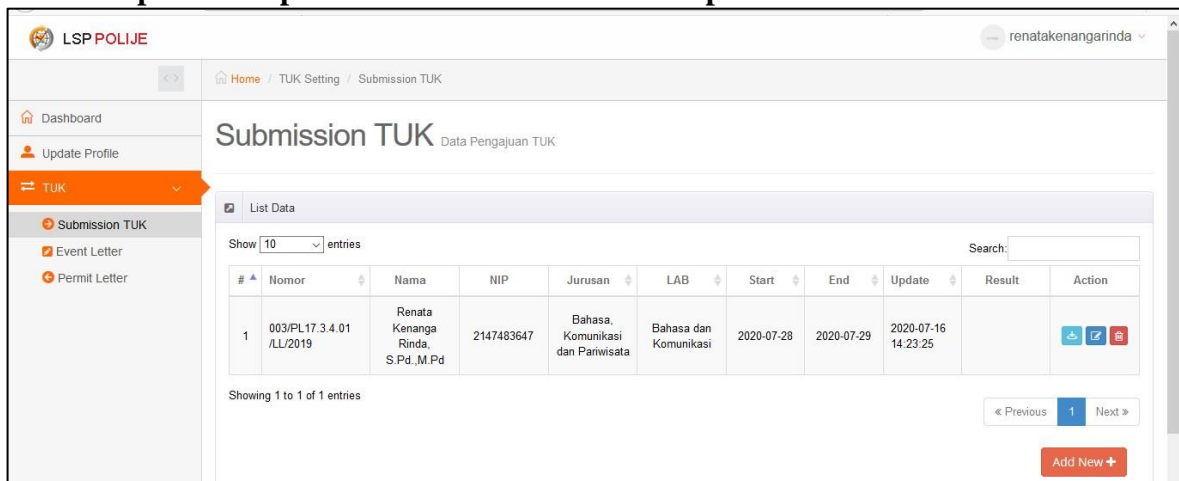 LSP POLIJE
renatakenangarinda
Home / TUK Setting / Submission TUK
Dashboard
Update Profile
TUK
Submission TUK
Event Letter
Permit Letter
Submission TUK Data Pengajuan TUK
List Data
Show 10 entries
Search:
# Nomor Nama NIP Jurusan LAB Start End Update Result Action
1 003/PL17.3.4.01/LL/2019 Renata Kenanga Rinda, S.Pd.,M.Pd 2147483647 Bahasa, Komunikasi dan Pariwisata Bahasa dan Komunikasi 2020-07-28 2020-07-29 2020-07-16 14:23:25
Showing 1 to 1 of 1 entries
« Previous 1 Next »
Add New +